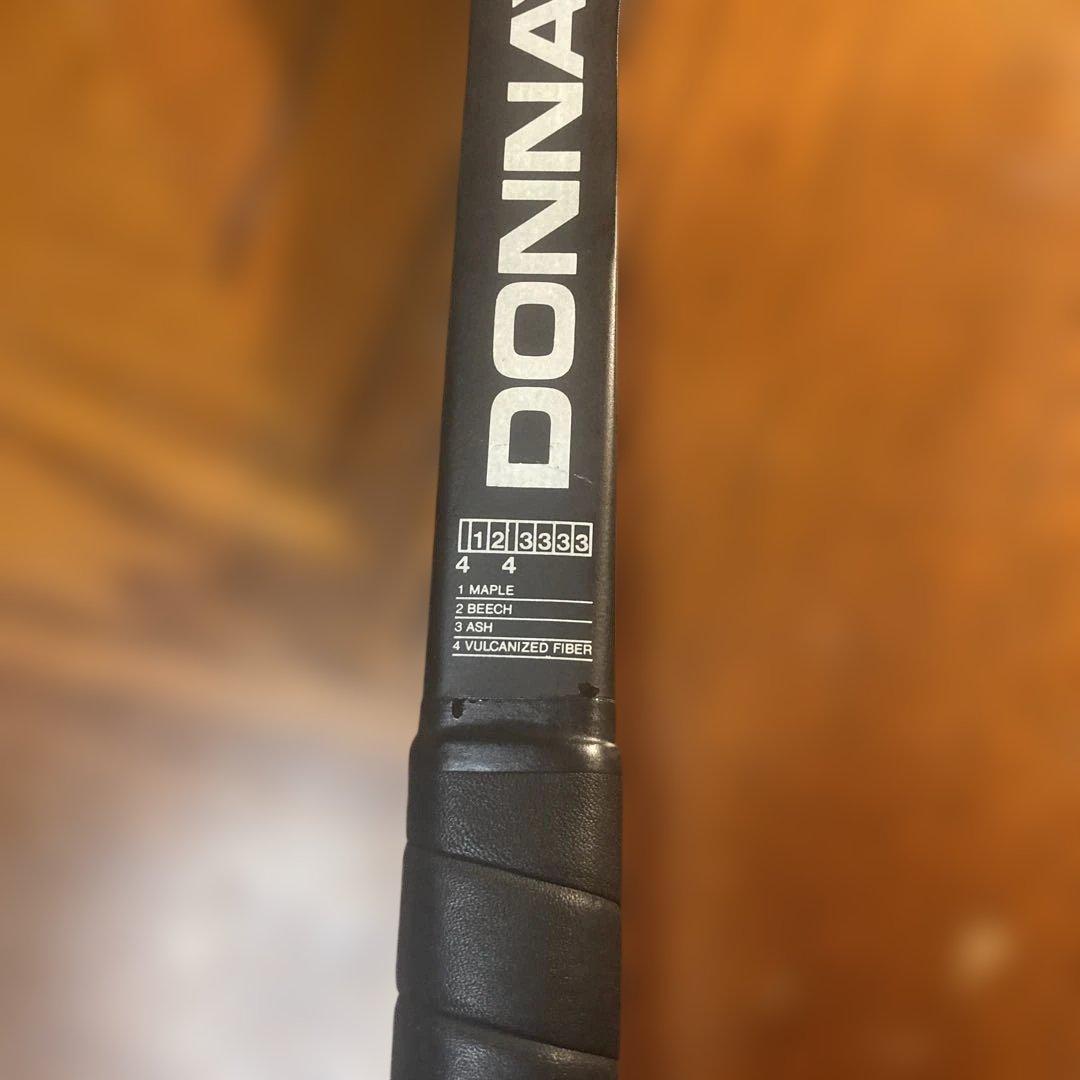 DONNA
1 2 3 3 3 3
4 4
1 MAPLE
2 BEECH
3 ASH
4 VULCANIZED FIBER